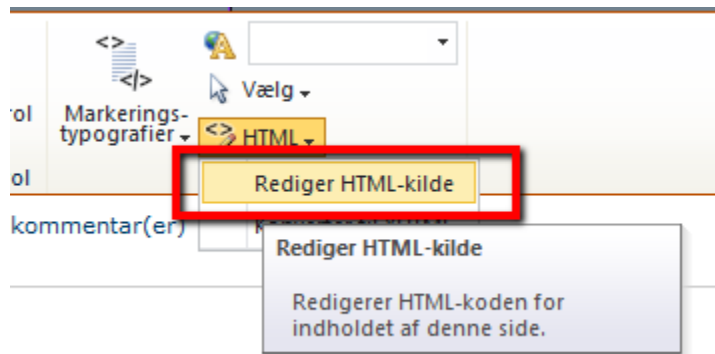 Vælg
rol
Markerings-
typografier
HTML
ol
Rediger HTML-kilde
kommentar(er)
Rediger HTML-kilde
Redigerer HTML-koden for
indholdet af denne side.